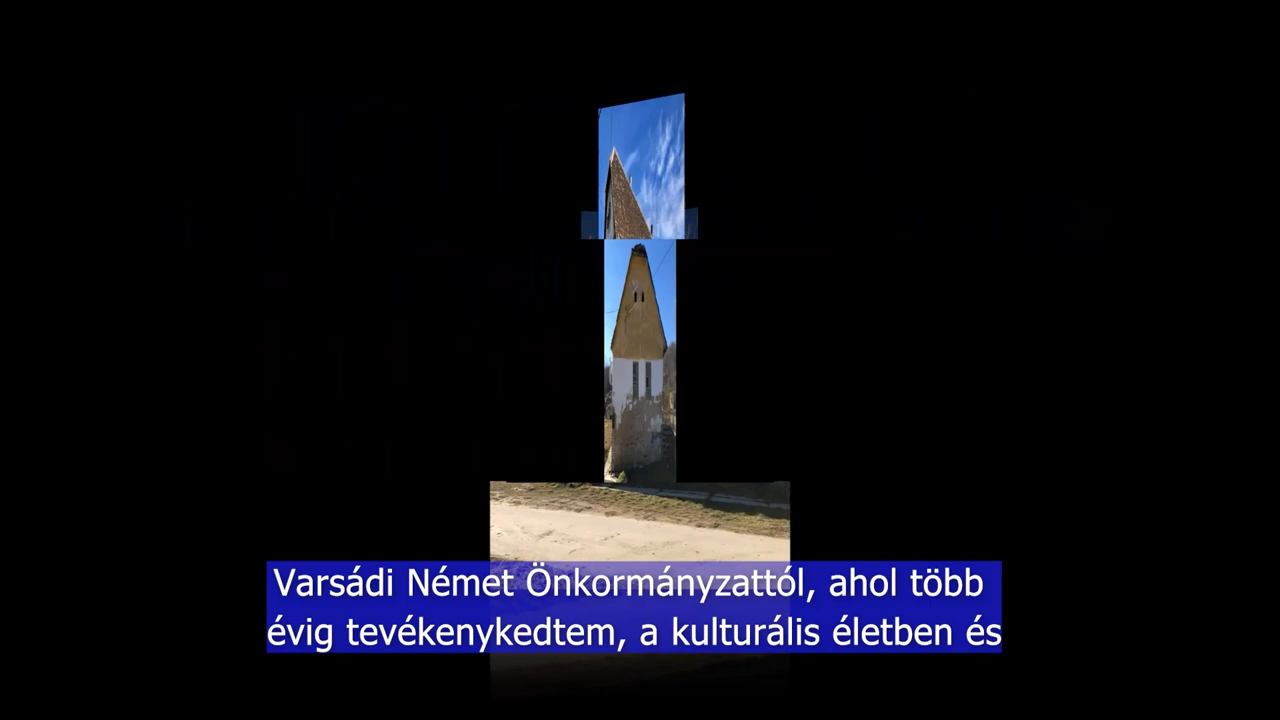 Varsádi Német Önkormányzattól, ahol több
évig tevékenykedtem, a kulturális életben és